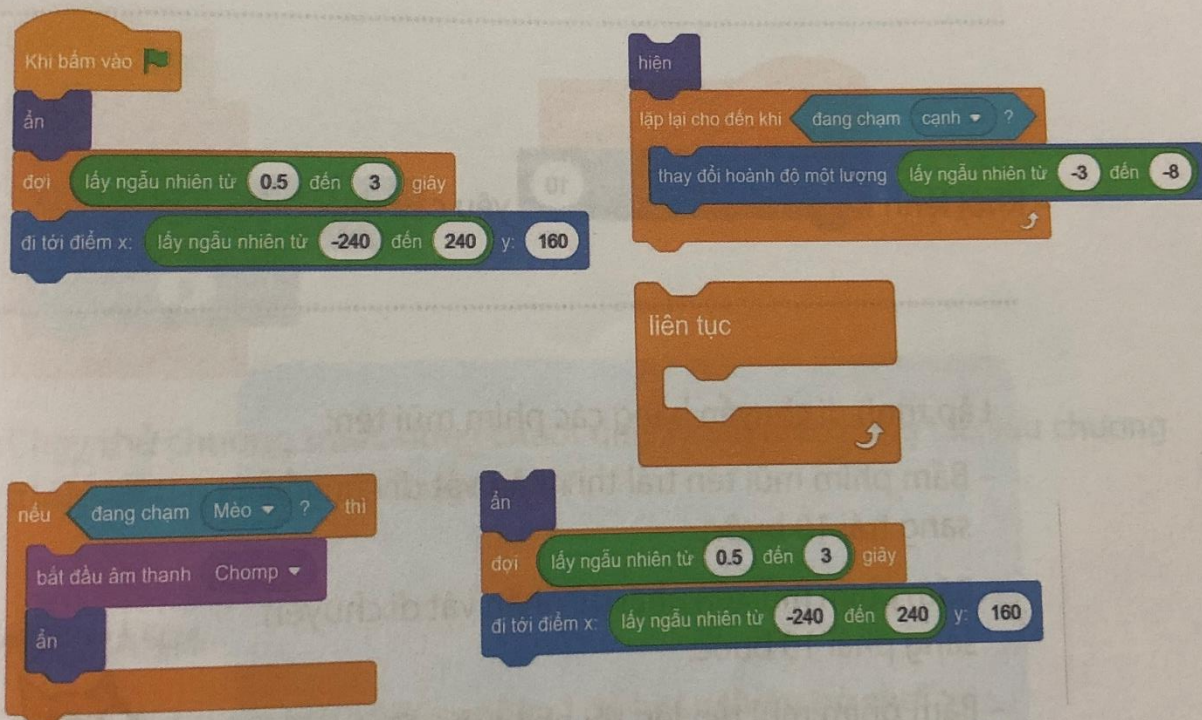 Khi bấm vào
ẩn
đợi lấy ngẫu nhiên từ 0.5 đến 3 giây
đi tới điểm x: lấy ngẫu nhiên từ -240 đến 240 y: 160
hiện
lặp lại cho đến khi đang chạm cạnh ?
thay đổi hoành độ một lượng lấy ngẫu nhiên từ -3 đến -8
liên tục
nếu đang chạm Mèo ? thì
bắt đầu âm thanh Chomp
ẩn
ẩn
đợi lấy ngẫu nhiên từ 0.5 đến 3 giây
đi tới điểm x: lấy ngẫu nhiên từ -240 đến 240 y: 160